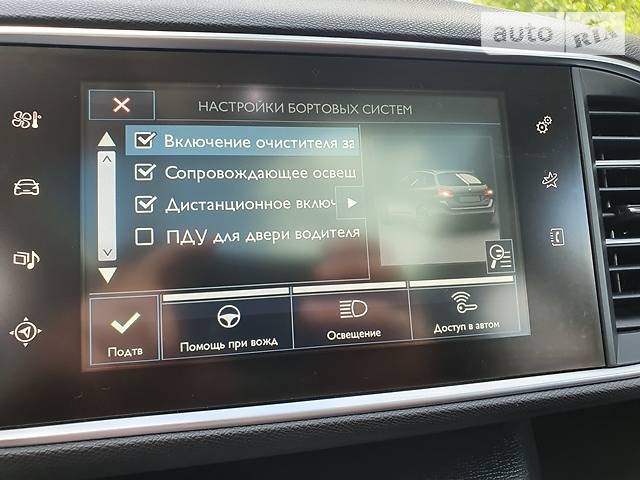 auto RIA
НАСТРОЙКИ БОРТОВЫХ СИСТЕМ
Включение очистителя за
Сопровождающее освещ
Дистанционное включ
ПДУ для двери водителя
Подтв
Помощь при вожд
Освещение
Доступ в автом